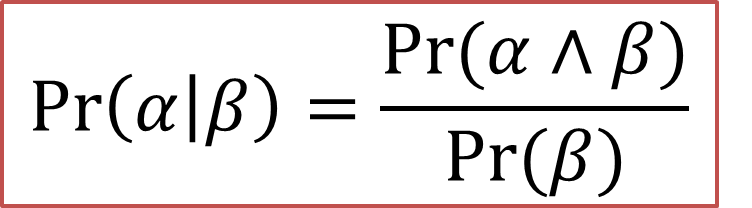 Pr(α|β) = Pr(α ∧ β) / Pr(β)